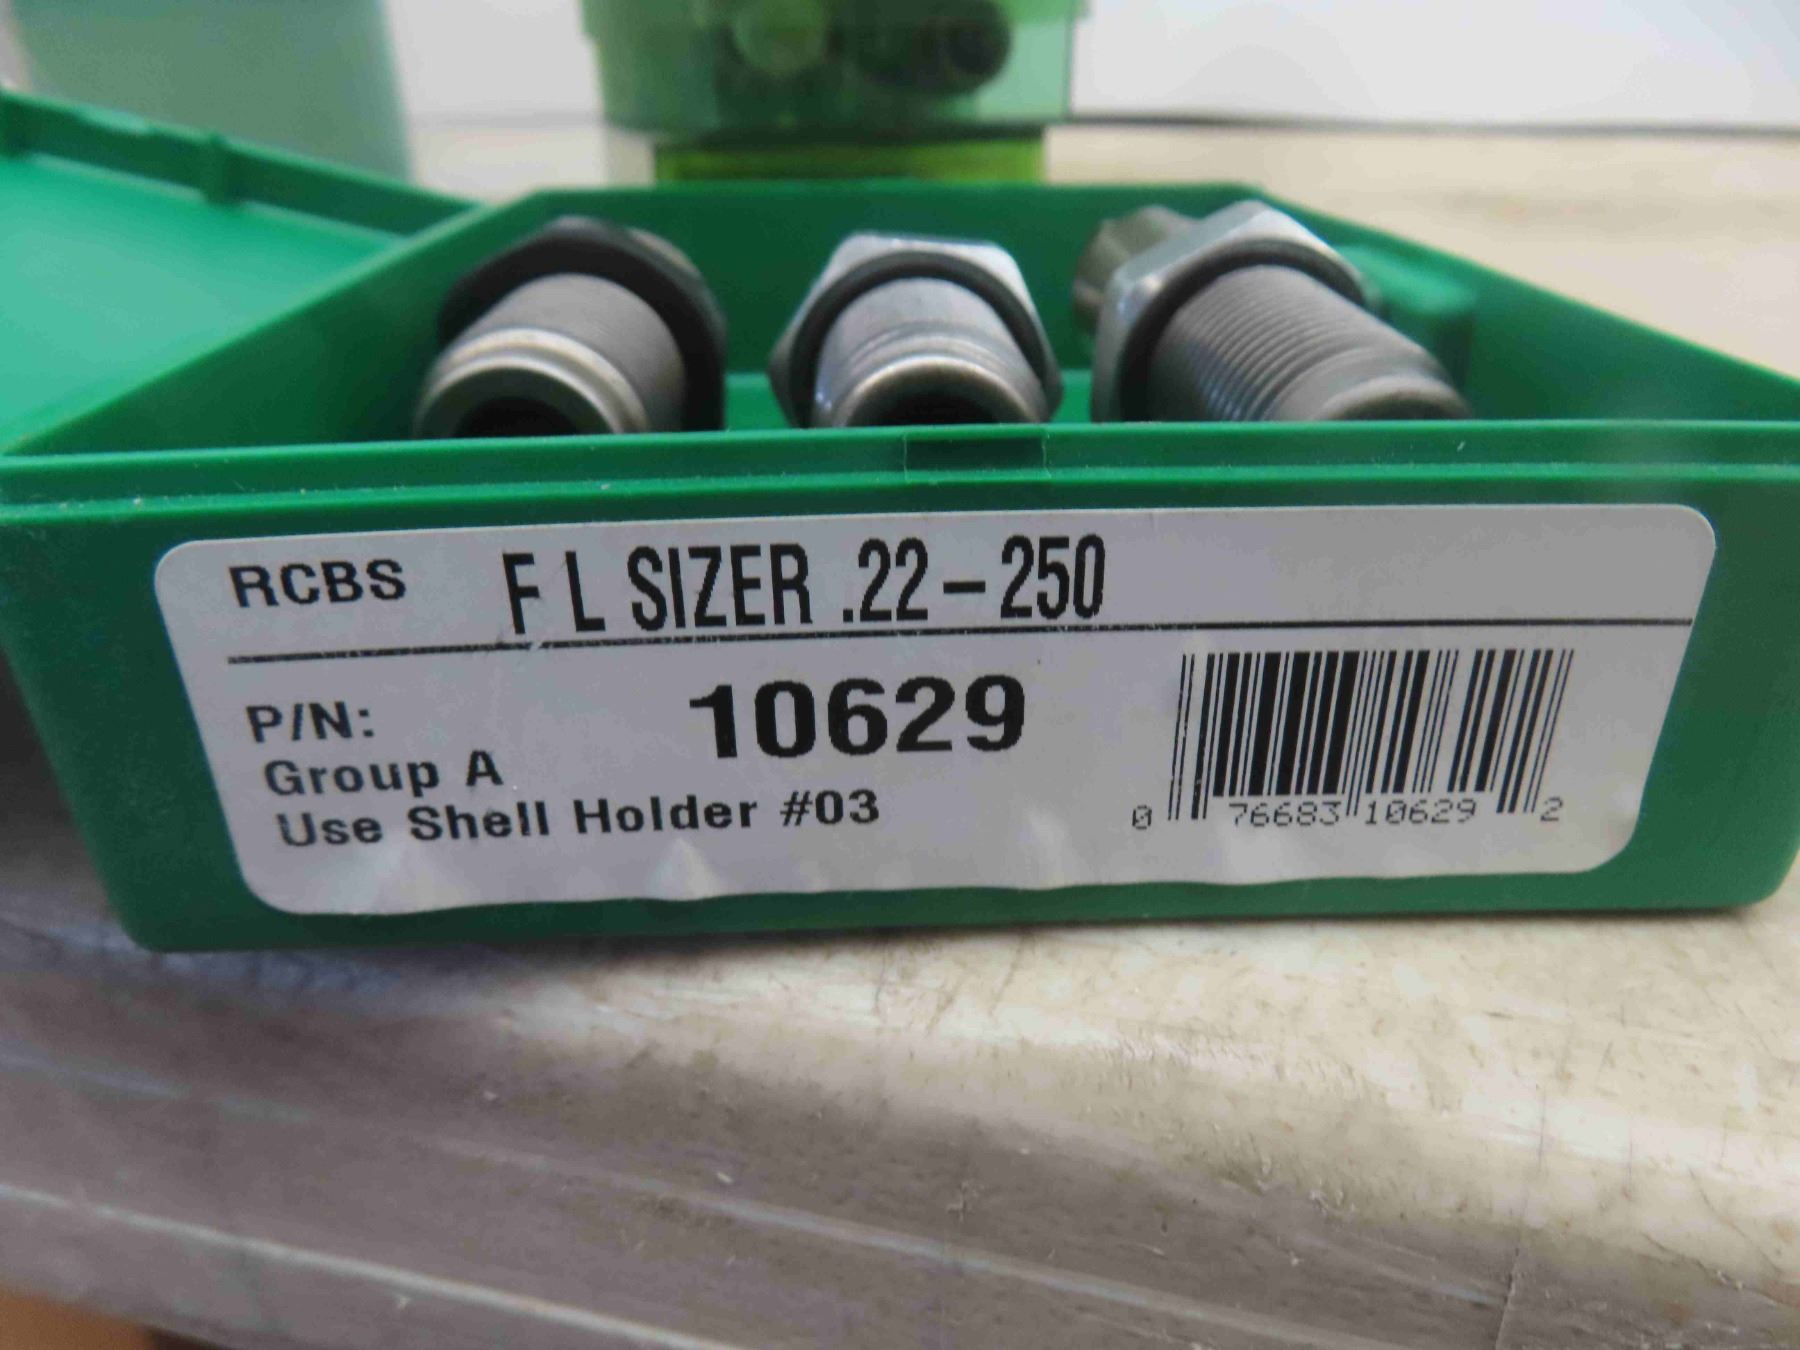 RCBS F L SIZER .22-250
P/N: 10629
Group A
Use Shell Holder #03
0 76683 10629 2